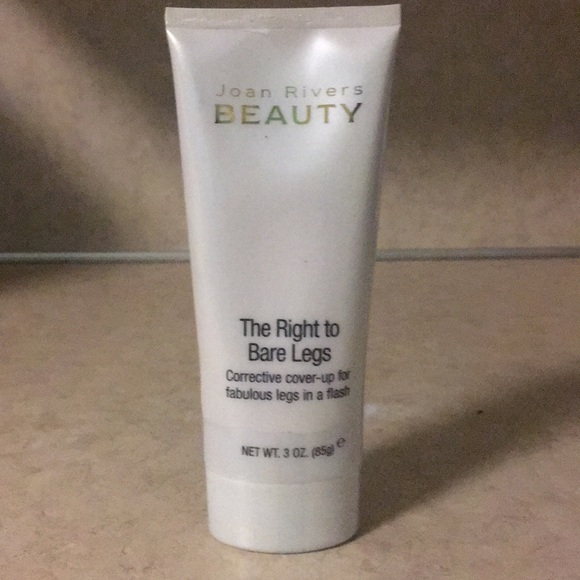 Joan Rivers
BEAUTY
The Right to
Bare Legs
Corrective cover-up for
fabulous legs in a flash
NET WT. 3 OZ. (85g) ℮